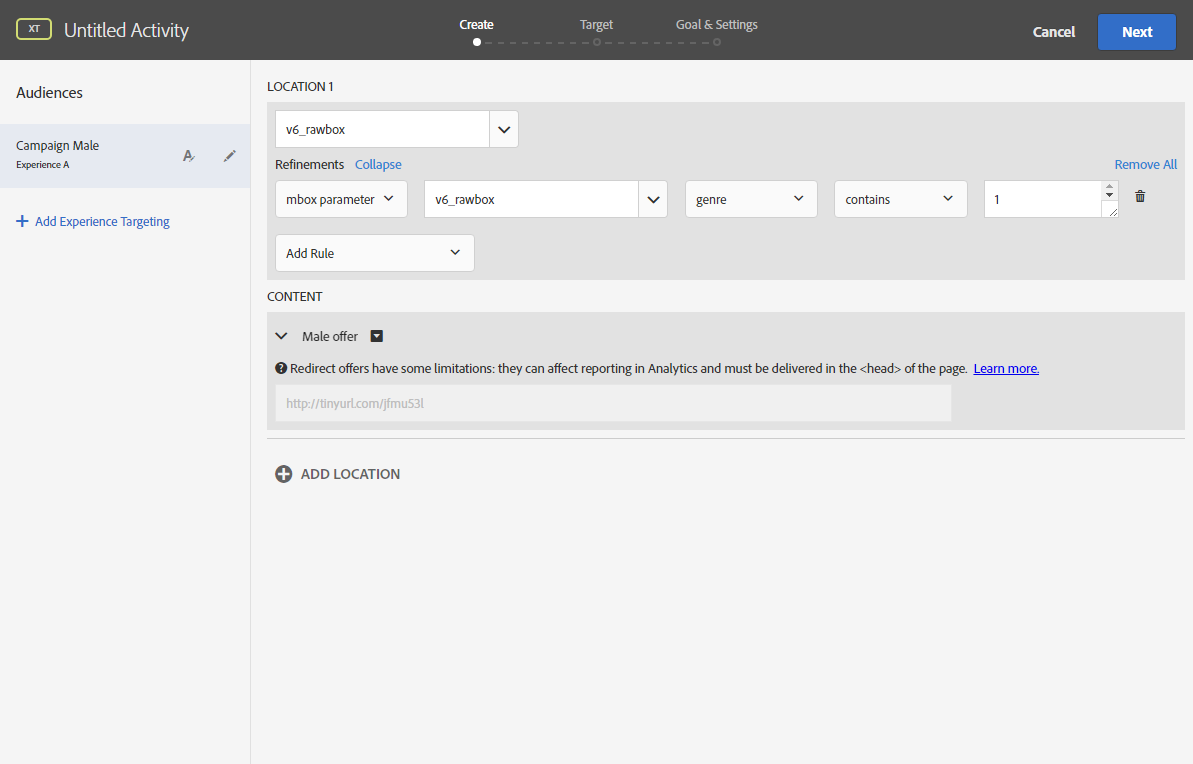 XT Untitled Activity
Create Target Goal & Settings
Cancel Next
Audiences
Campaign Male
Experience A
Add Experience Targeting
LOCATION 1
v6_rawbox
Refinements Collapse Remove All
mbox parameter v6_rawbox genre contains 1
Add Rule
CONTENT
Male offer
Redirect offers have some limitations: they can affect reporting in Analytics and must be delivered in the <head> of the page. Learn more.
http://tinyurl.com/jfmu53l
ADD LOCATION